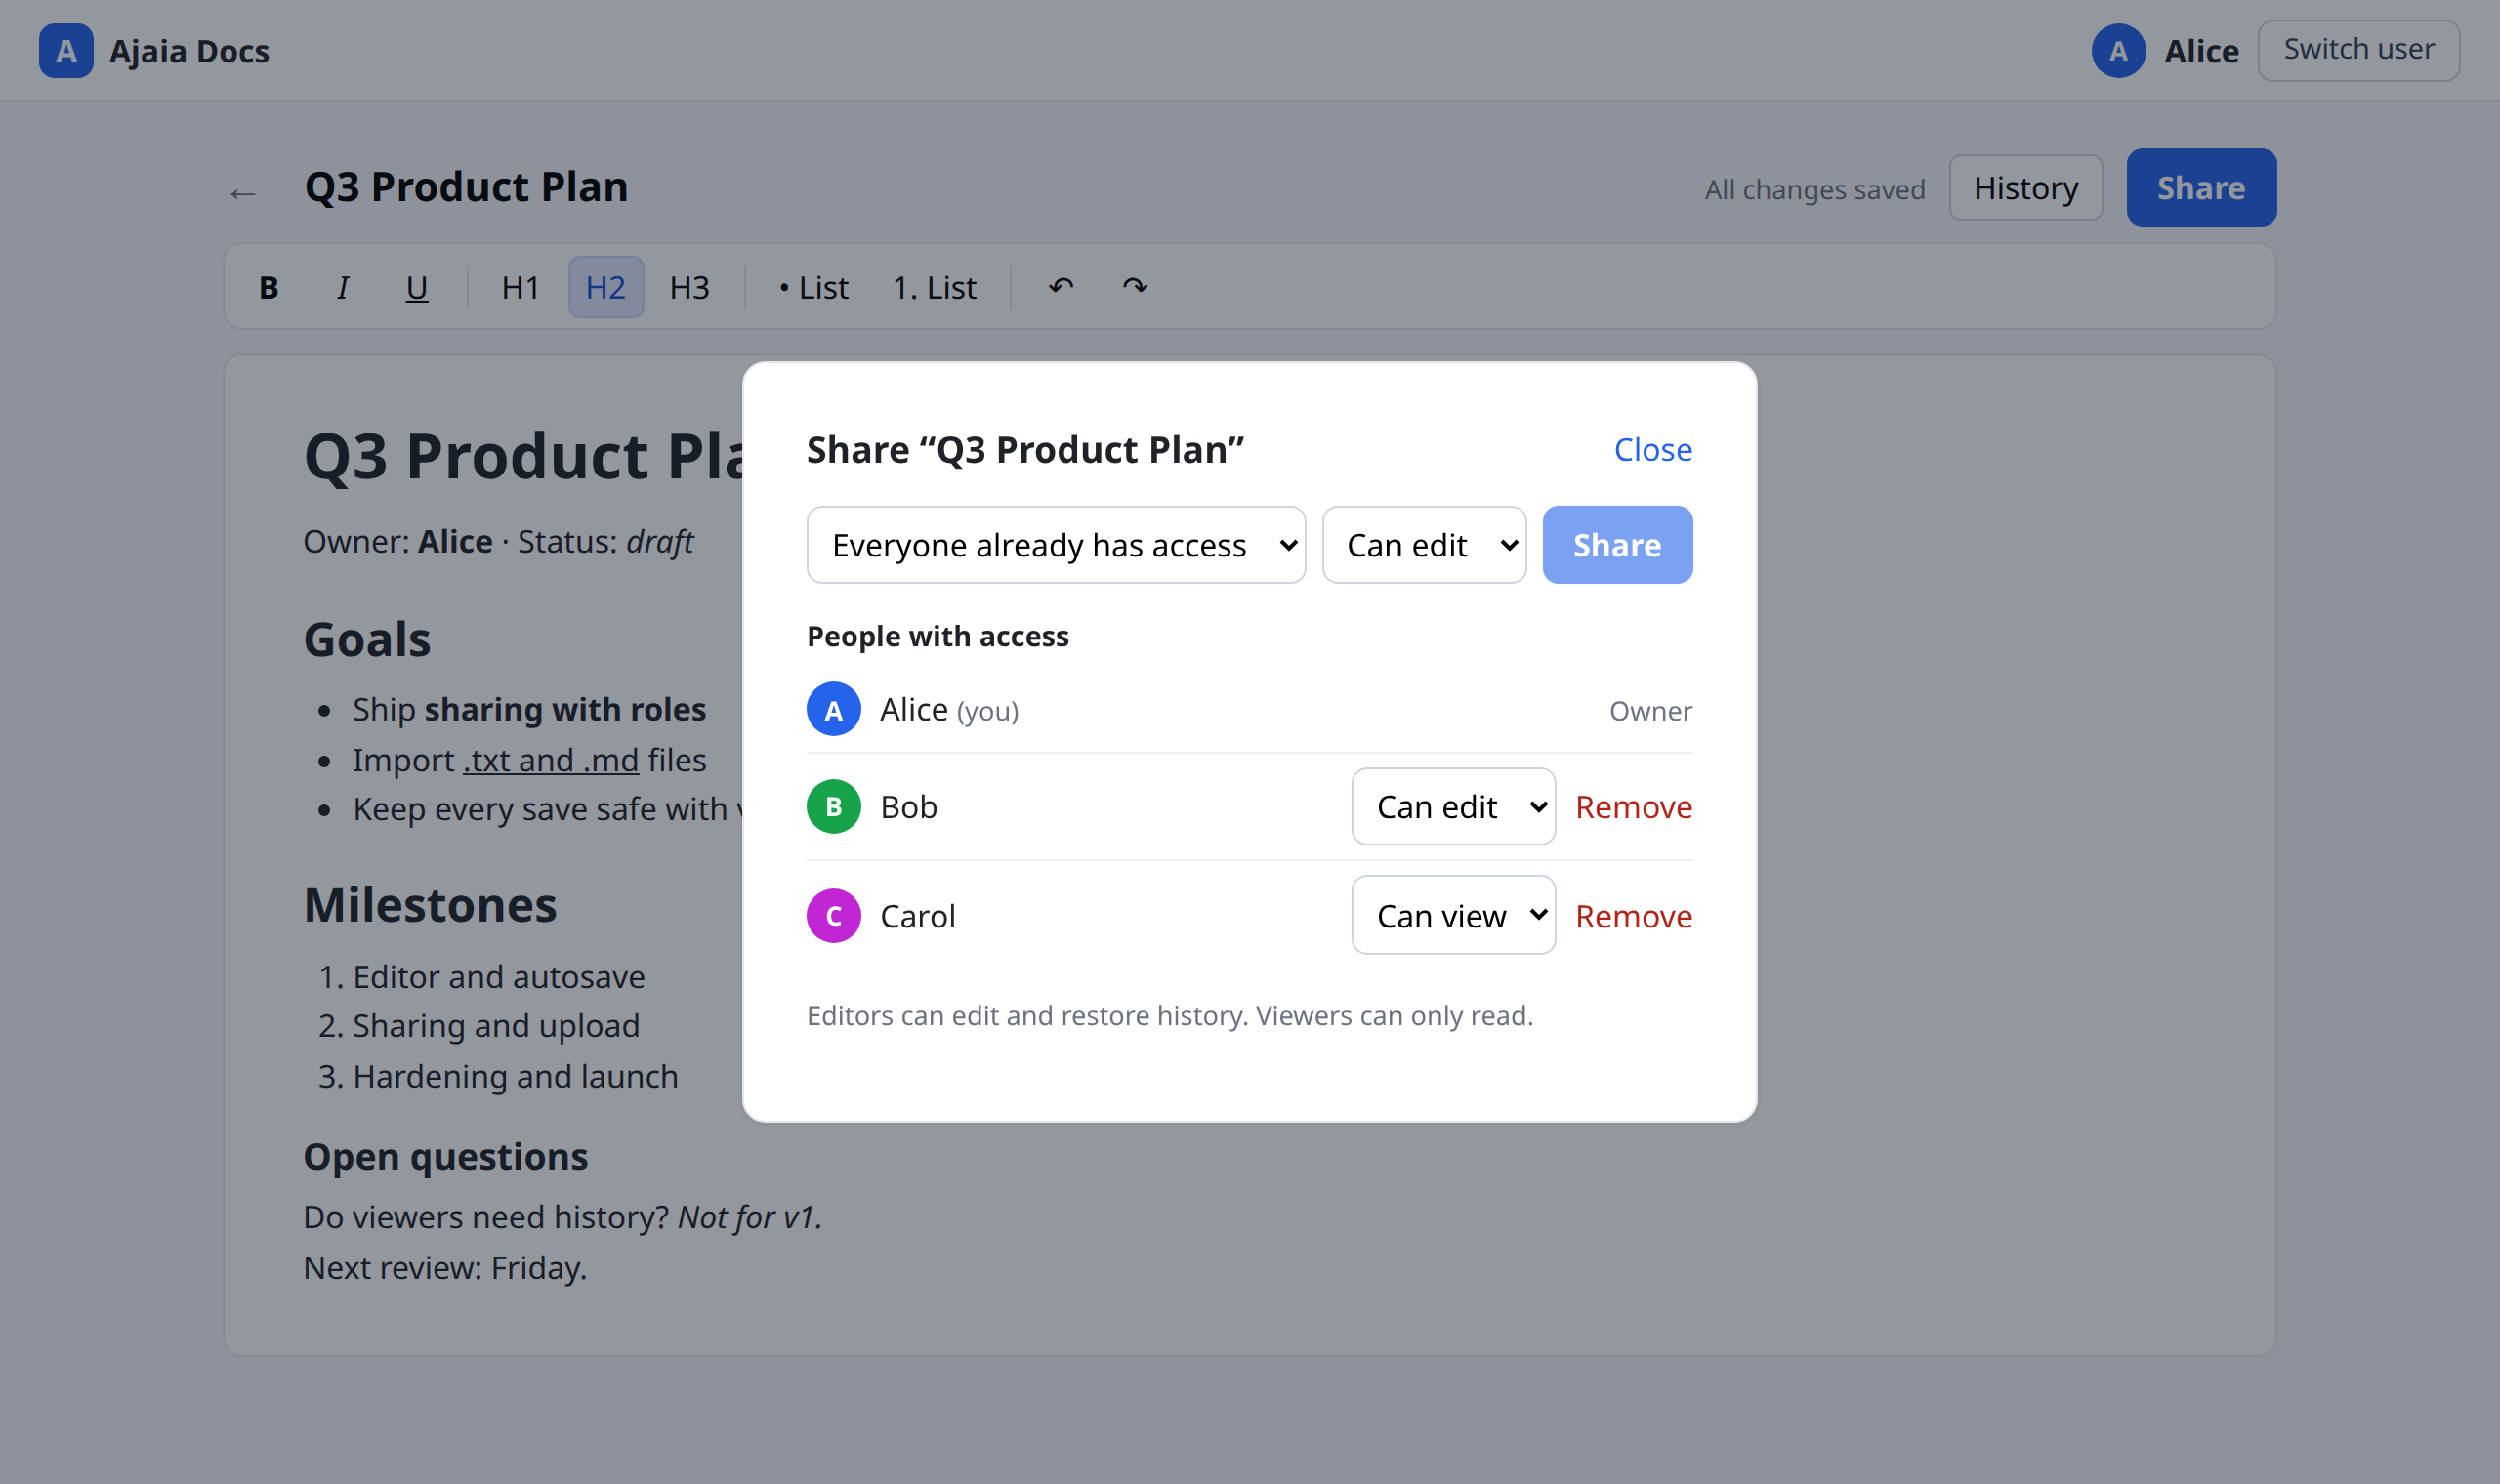 A Ajaia Docs
A Alice Switch user
← Q3 Product Plan
All changes saved History Share
B I U H1 H2 H3 • List 1. List ↶ ↷
Q3 Product Pla
Owner: Alice · Status: draft
Goals
• Ship sharing with roles
• Import .txt and .md files
• Keep every save safe with
Milestones
1. Editor and autosave
2. Sharing and upload
3. Hardening and launch
Open questions
Do viewers need history? Not for v1.
Next review: Friday.
Share “Q3 Product Plan” Close
Everyone already has access Can edit Share
People with access
A Alice (you) Owner
B Bob Can edit Remove
C Carol Can view Remove
Editors can edit and restore history. Viewers can only read.